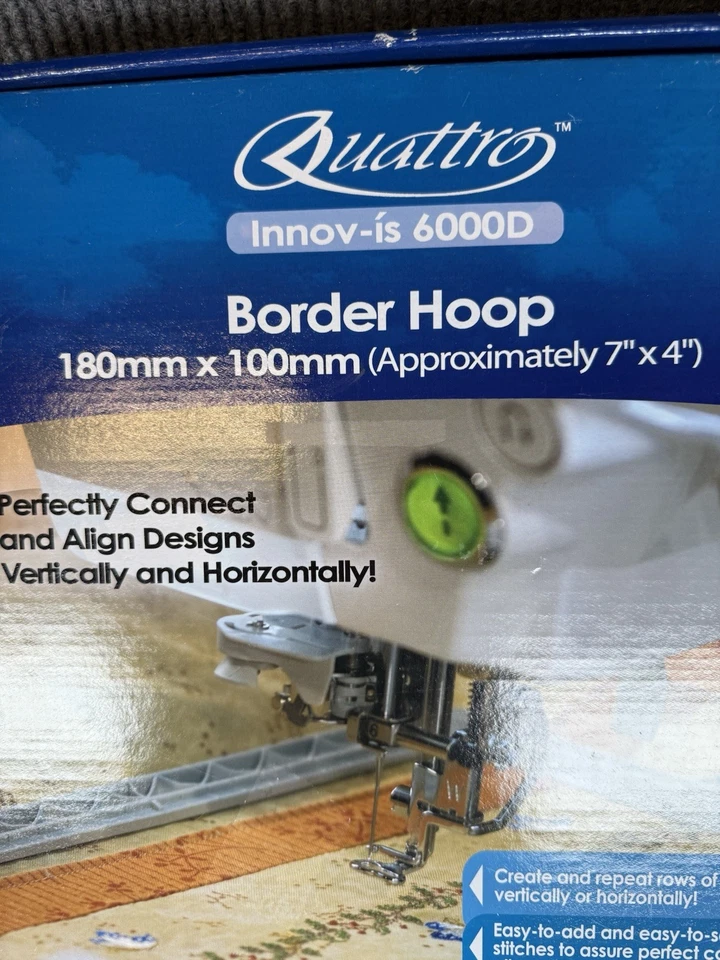 Quattro™
Innov-ís 6000D
Border Hoop
180mm x 100mm (Approximately 7" x 4")
Perfectly Connect
and Align Designs
Vertically and Horizontally!
Create and repeat rows of
vertically or horizontally!
Easy-to-add and easy-to-s
stitches to assure perfect